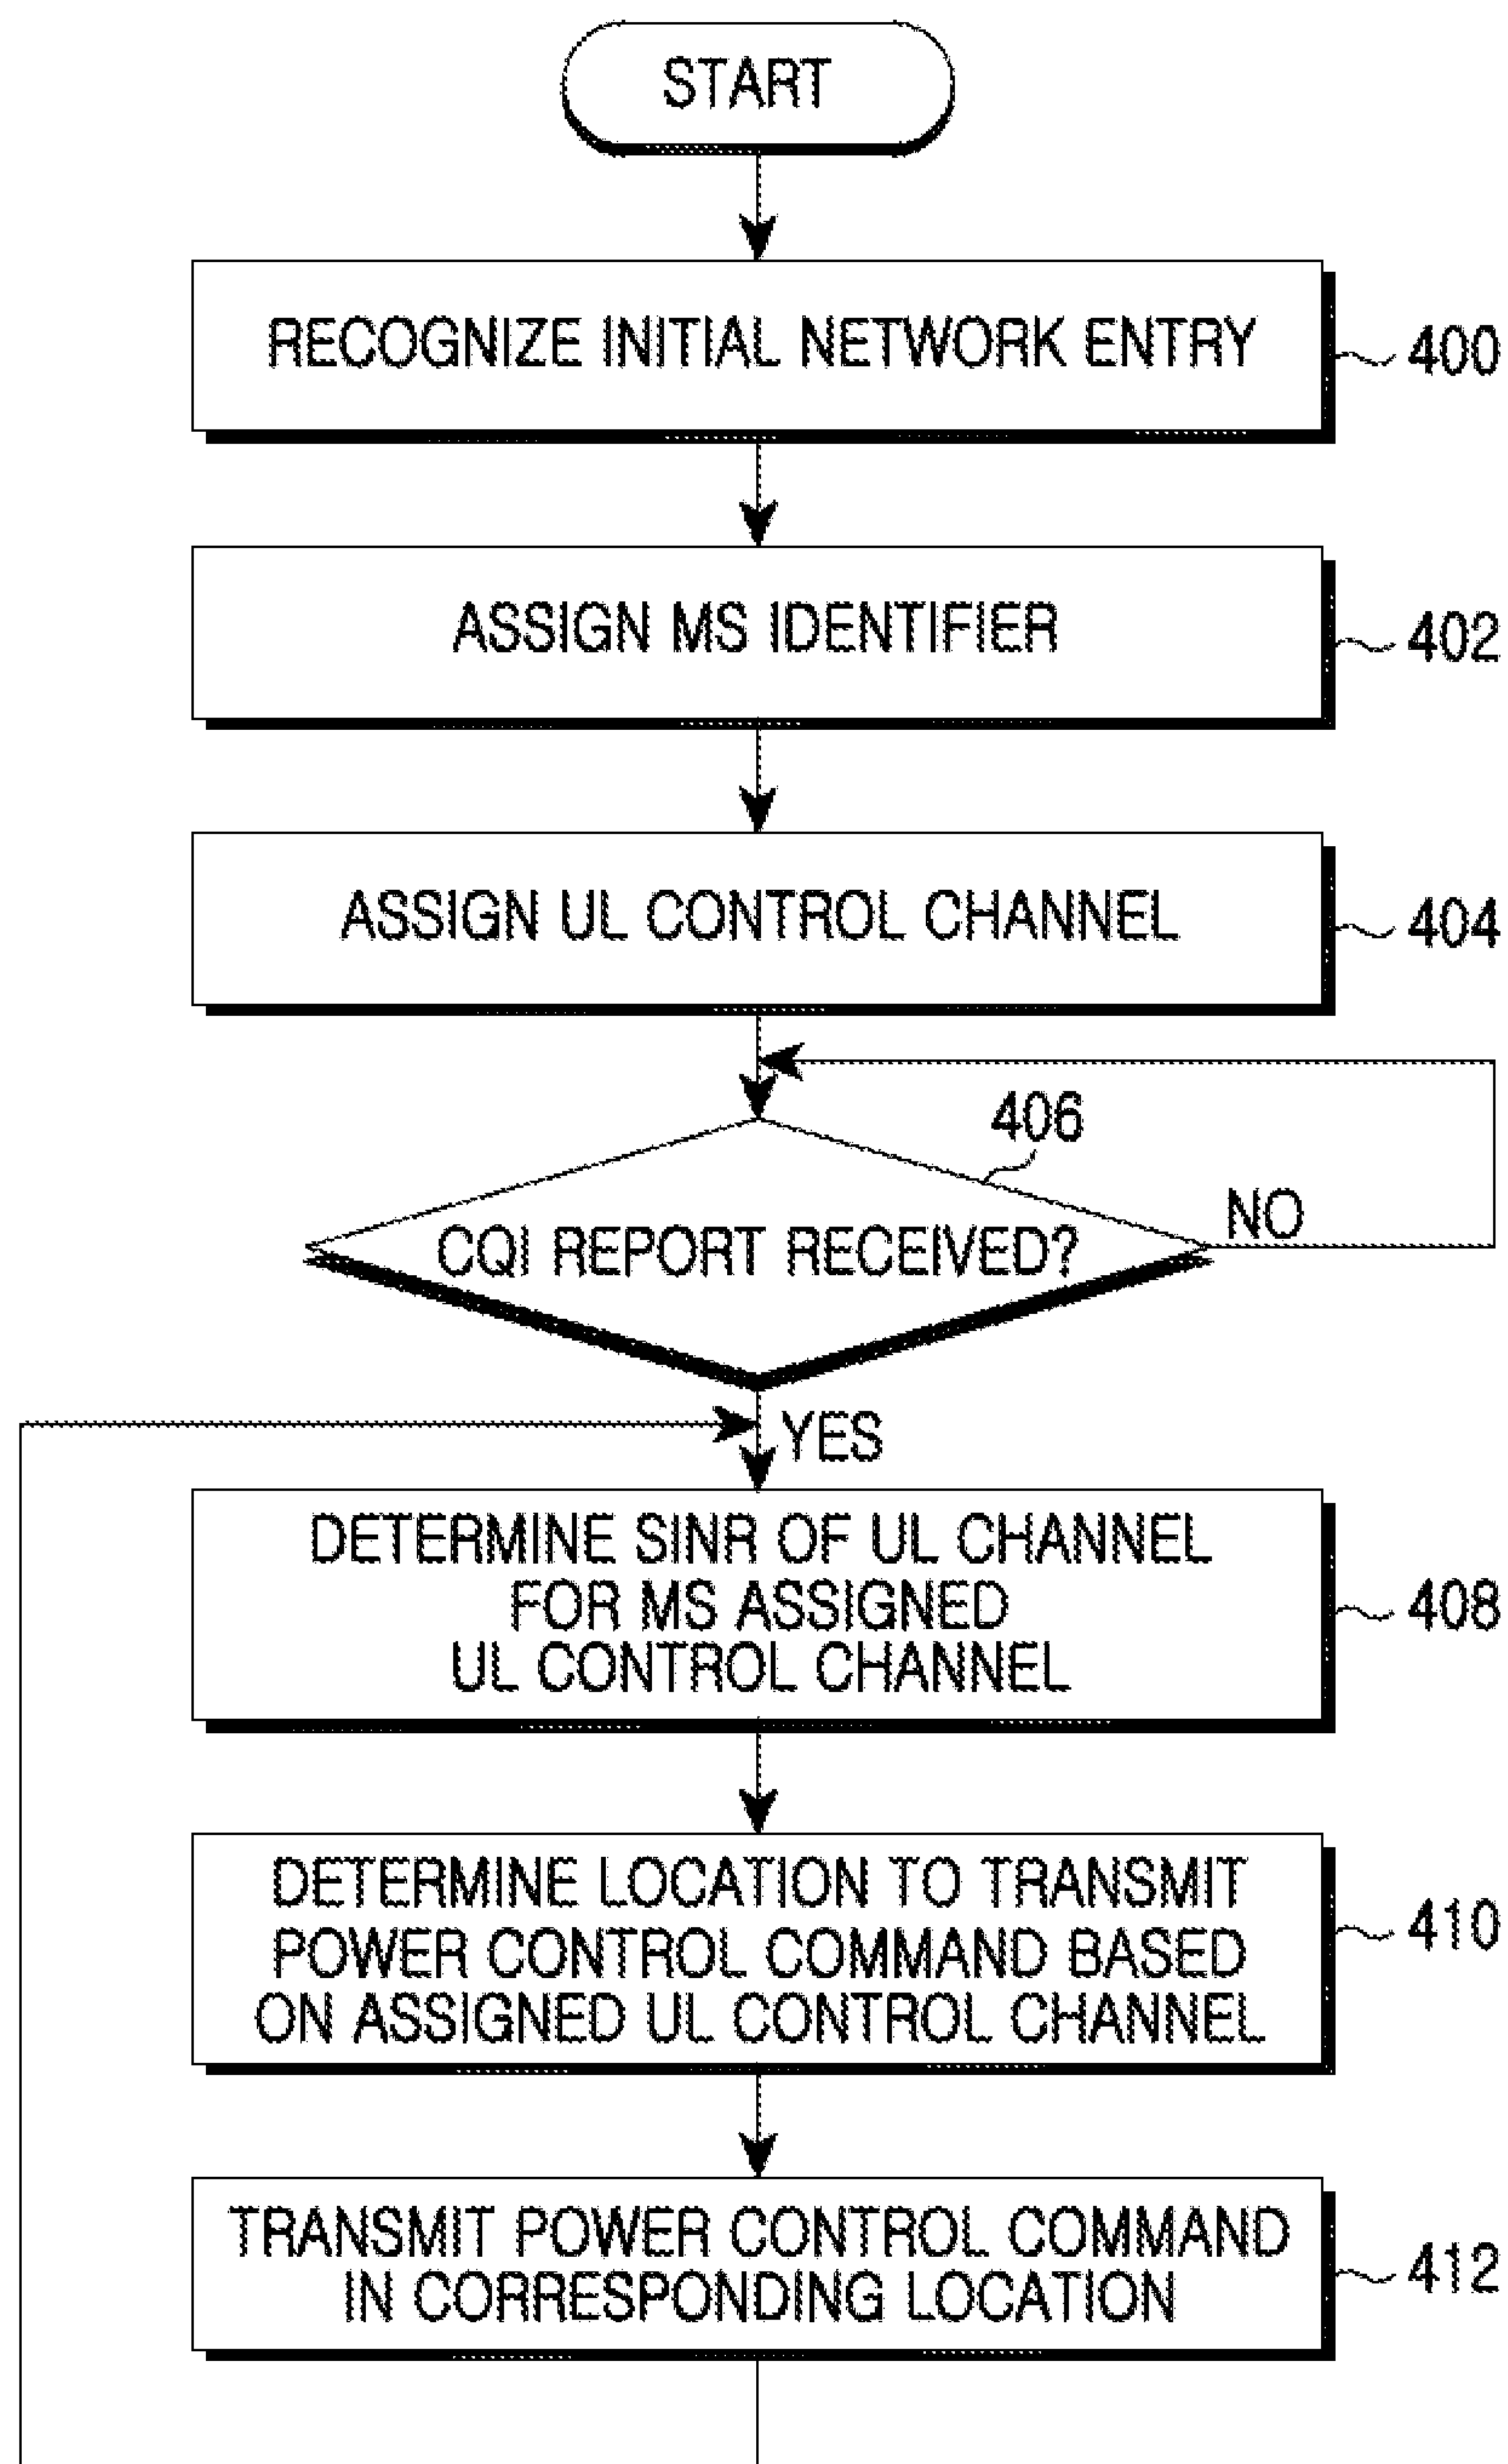 START
RECOGNIZE INITIAL NETWORK ENTRY
400
ASSIGN MS IDENTIFIER
402
ASSIGN UL CONTROL CHANNEL
404
406
NO
CQI REPORT RECEIVED?
YES
DETERMINE SINR OF UL CHANNEL
FOR MS ASSIGNED
UL CONTROL CHANNEL
408
DETERMINE LOCATION TO TRANSMIT
POWER CONTROL COMMAND BASED
ON ASSIGNED UL CONTROL CHANNEL
410
TRANSMIT POWER CONTROL COMMAND
IN CORRESPONDING LOCATION
412